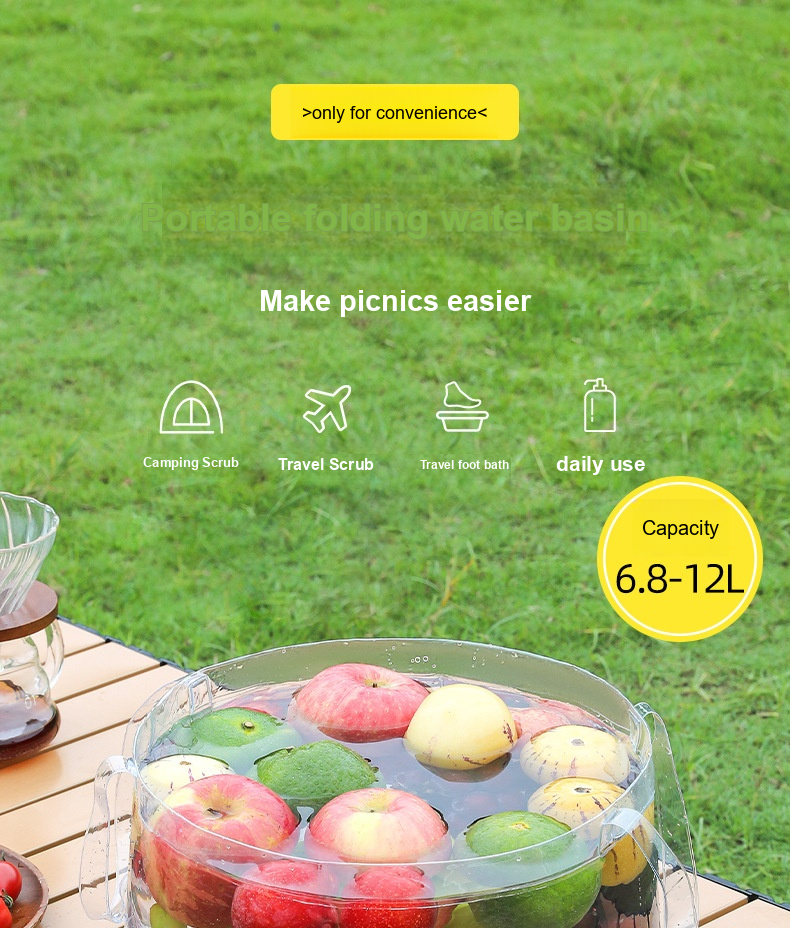 >only for convenience<
Portable folding water basin
Make picnics easier
Camping Scrub
Travel Scrub
Travel foot bath
daily use
Capacity
6.8-12L